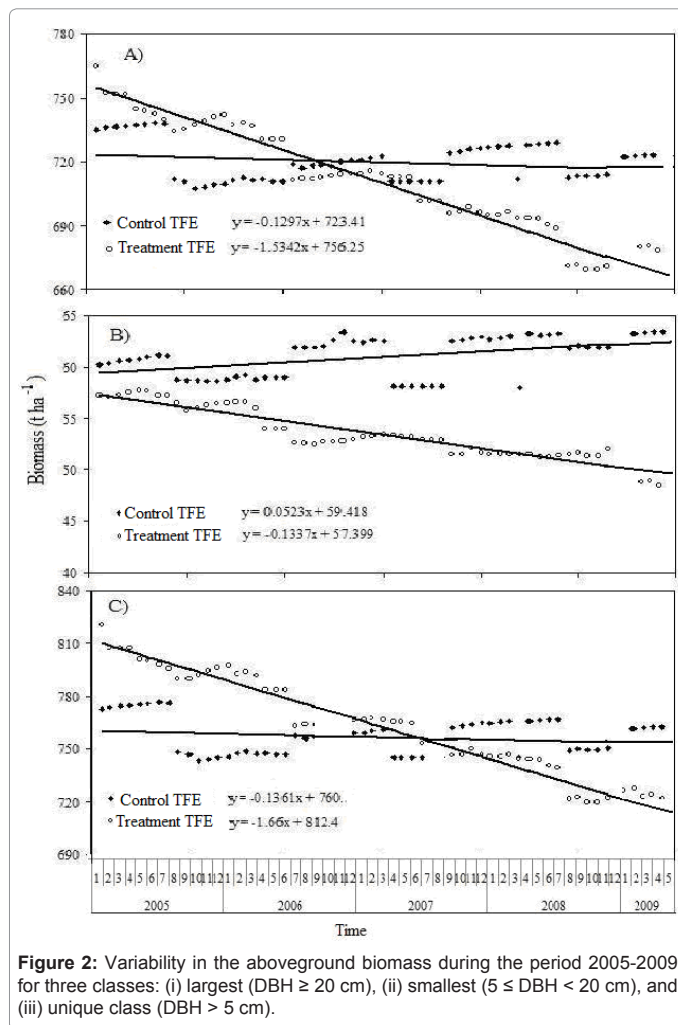 780
750
720
690
660
A)
Control TFE y= -0.1297x + 723.41
Treatment TFE y= -1.5342x + 756.25
55
50
55
50
45
40
B)
Biomass (t ha -1)
Control TFE y= 0.0523x + 59.418
Treatment TFE y= -0.1337x + 57.399
840
810
780
750
720
690
C)
Control TFE y= -0.1361x + 760..
Treatment TFE y= -1.66x + 812.4
1 2 3 4 5 6 7 8 9 10 11 12 1 2 3 4 5 6 7 8 9 10 11 12 1 2 3 4 5 6 7 8 9 10 11 12 1 2 3 4 5 6 7 8 9 10 11 12 1 2 3 4 5
2005 2006 2007 2008 2009
Time
Figure 2: Variability in the aboveground biomass during the period 2005-2009
for three classes: (i) largest (DBH ≥ 20 cm), (ii) smallest (5 ≤ DBH < 20 cm), and
(iii) unique class (DBH > 5 cm).